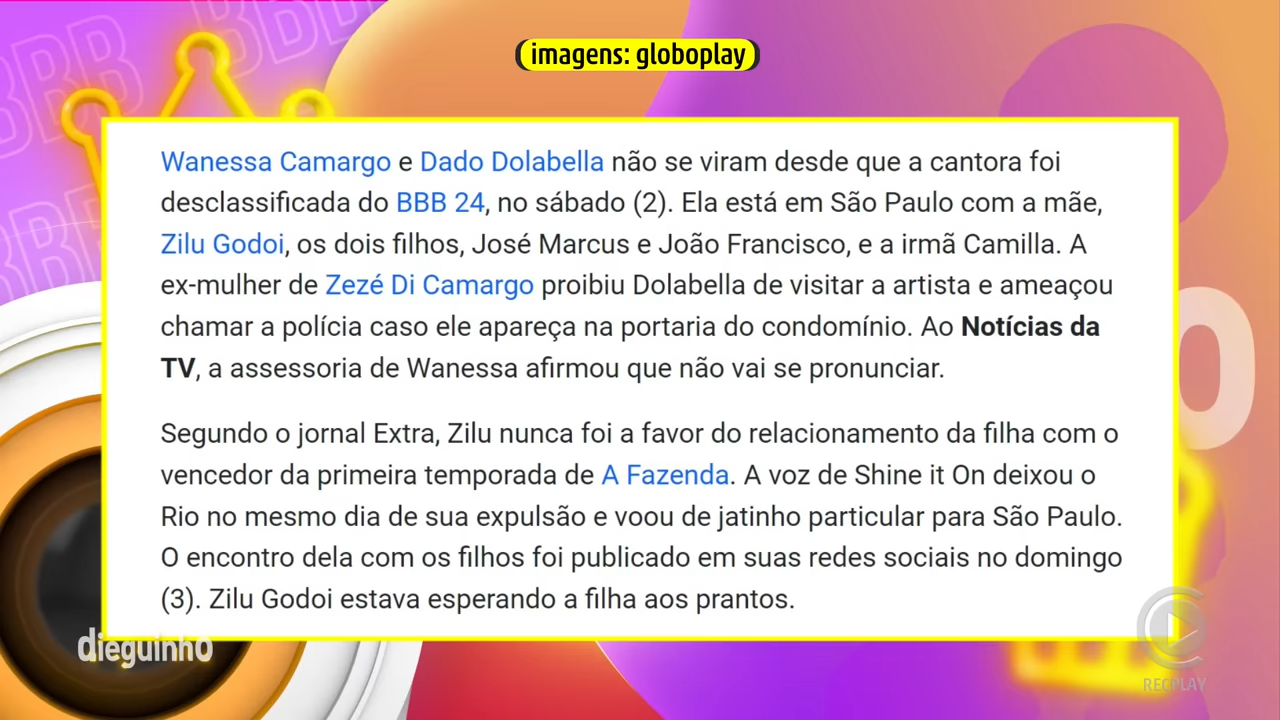 BBB
BBB
BBB
BBB
imagens: globoplay
Wanessa Camargo e Dado Dolabella não se viram desde que a cantora foi
desclassificada do BBB 24, no sábado (2). Ela está em São Paulo com a mãe,
Zilu Godoi, os dois filhos, José Marcus e João Francisco, e a irmã Camilla. A
ex-mulher de Zezé Di Camargo proibiu Dolabella de visitar a artista e ameaçou
chamar a polícia caso ele apareça na portaria do condomínio. Ao Notícias da
TV, a assessoria de Wanessa afirmou que não vai se pronunciar.
Segundo o jornal Extra, Zilu nunca foi a favor do relacionamento da filha com o
vencedor da primeira temporada de A Fazenda. A voz de Shine it On deixou o
Rio no mesmo dia de sua expulsão e voou de jatinho particular para São Paulo.
O encontro dela com os filhos foi publicado em suas redes sociais no domingo
(3). Zilu Godoi estava esperando a filha aos prantos.
dieguinho
RECPLAY